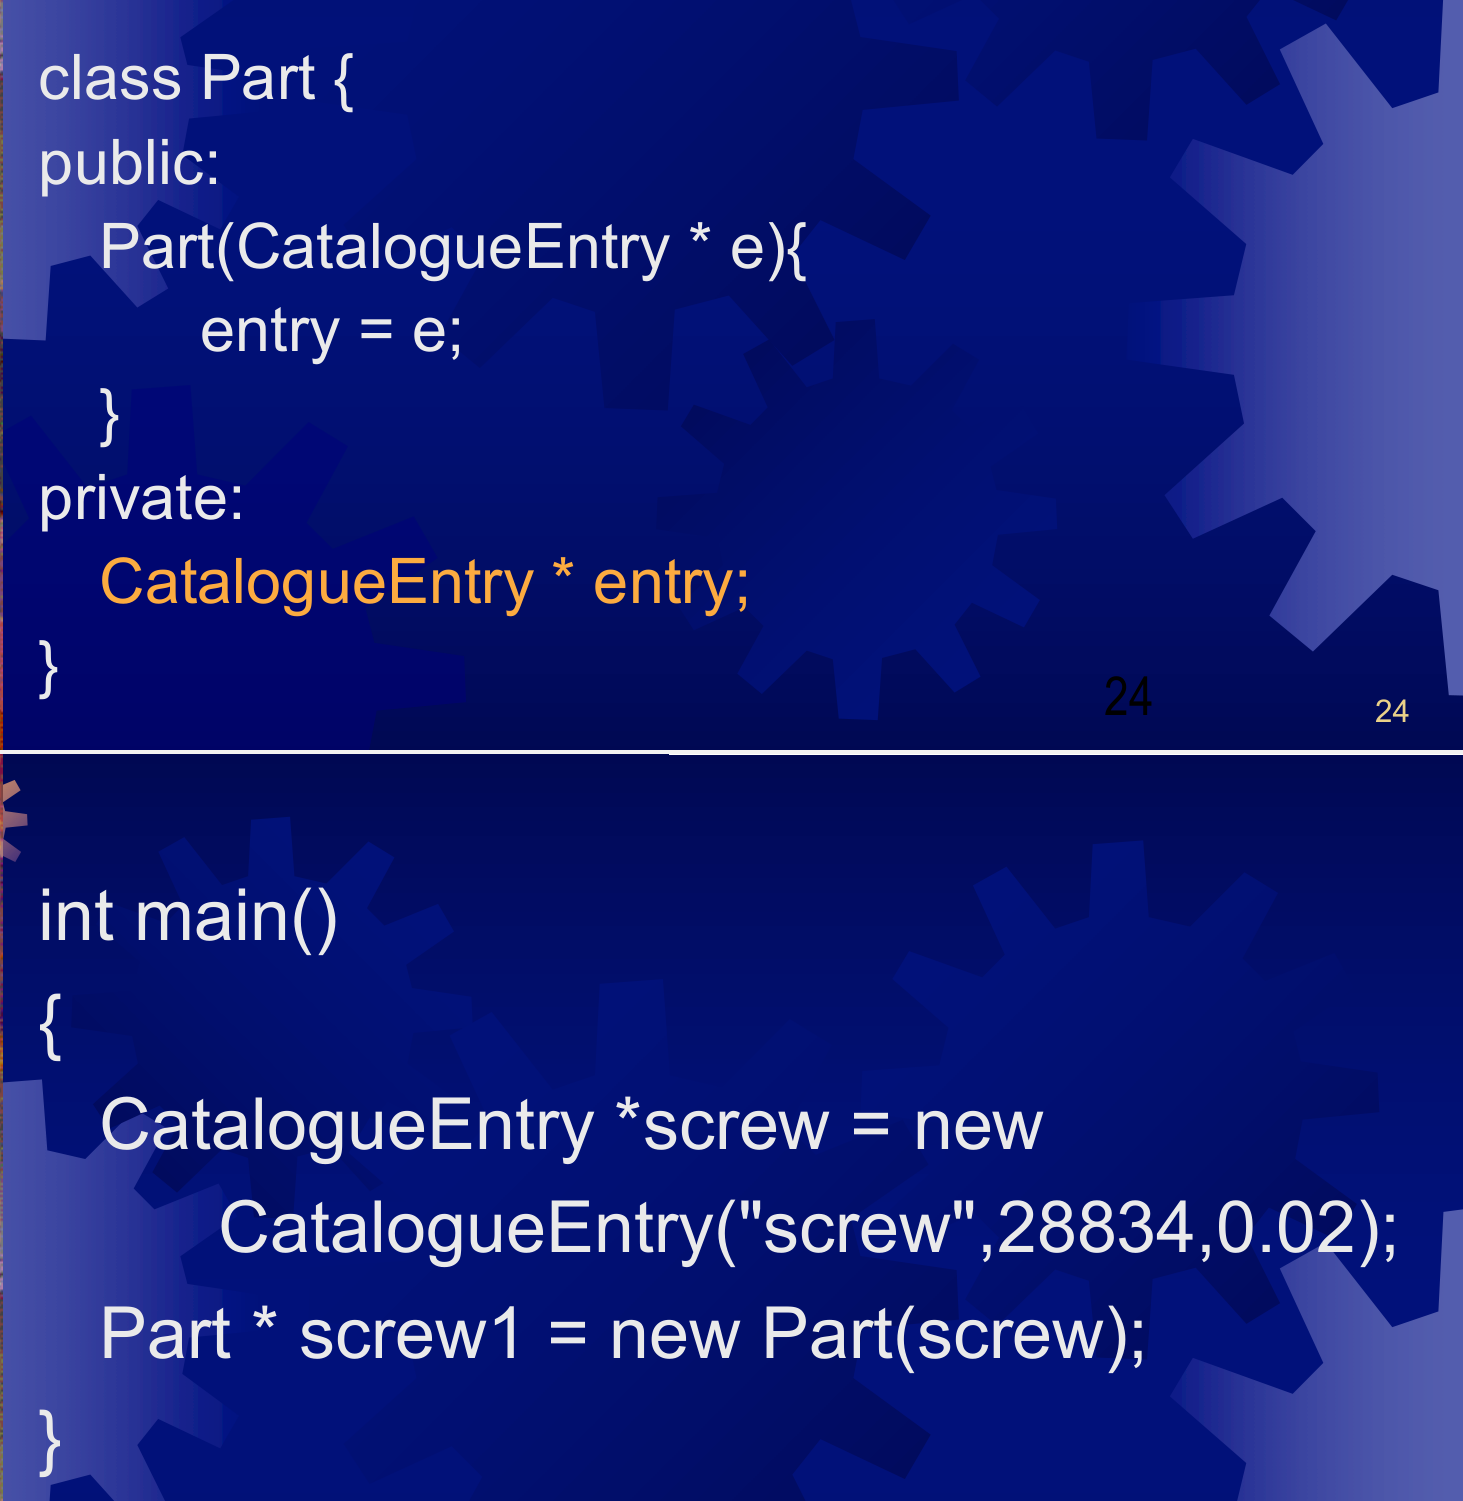 class Part {
public:
Part(CatalogueEntry * e){
entry = e;
}
private:
CatalogueEntry * entry;
}
24
24
int main()
{
CatalogueEntry *screw = new
CatalogueEntry("screw",28834,0.02);
Part * screw1 = new Part(screw);
}